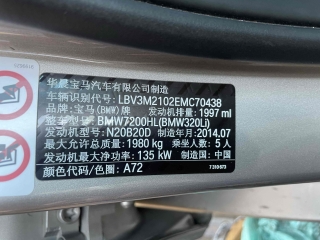 华晨宝马汽车有限公司制造
车辆识别代号: LBV3M2102EMC70438
发动机排量: 1997 ml
品牌: 宝马(BMW)牌
整车型号: BMW7200HL(BMW320Li)
发动机型号: N20B20D 制造年月: 2014.07
最大允许总质量: 1980 kg 乘坐人数: 5 人
发动机最大净功率: 135 kW 制造国: 中国
颜色代码/色圈: A72
7 310 673